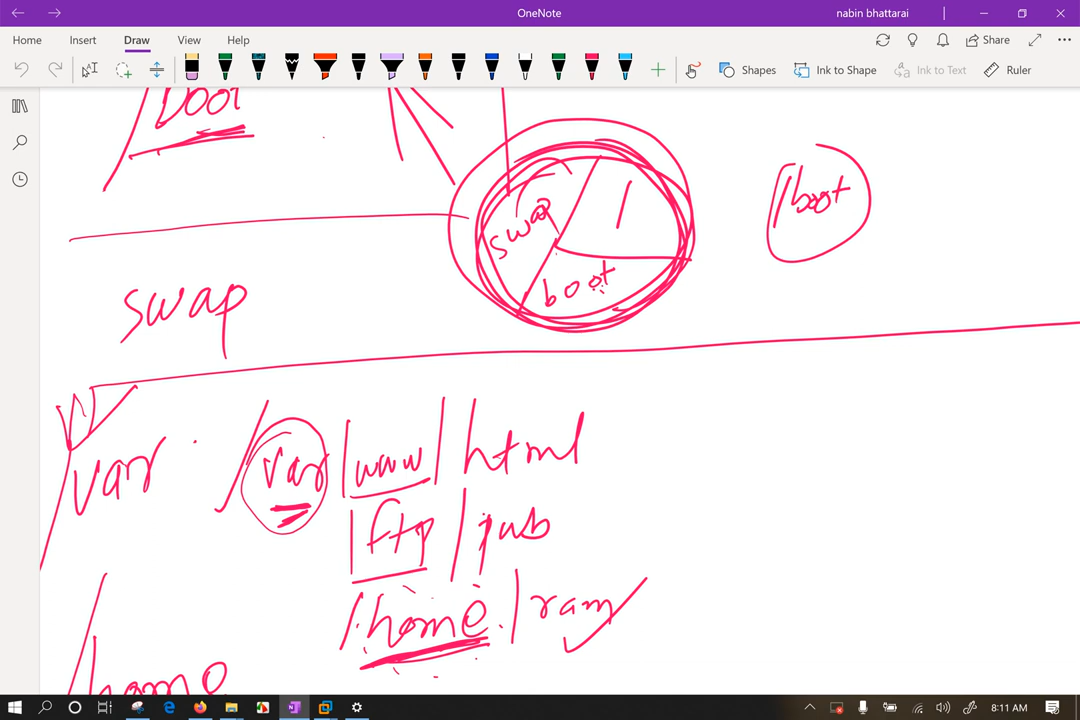 OneNote
nabin bhattarai
Home Insert Draw View Help
Share
Shapes
Ink to Shape
Ink to Text
Ruler
/boot
swap
/
boot
/boot
swap
/var
/var/www/html
/ftp/pub
/home/ram
/home
8:11 AM